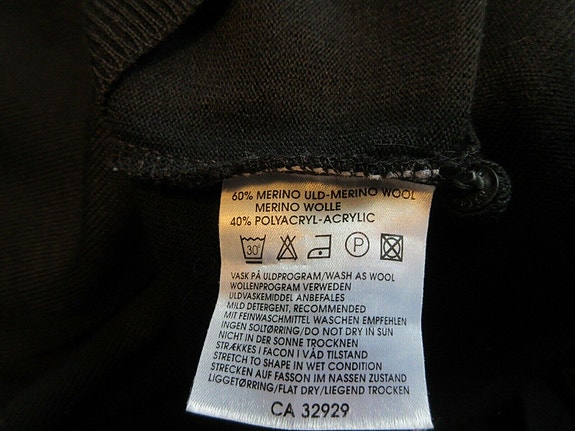 60% MERINO ULD-MERINO WOOL
MERINO WOLLE
40% POLYACRYL-ACRYLIC
30° P
VASK PÅ ULDPROGRAM/WASH AS WOOL
WOLLENPROGRAM VERWEDEN
ULDVASKEMIDDEL ANBEFALES
MILD DETERGENT, RECOMMENDED
MIT FEINWASCHMITTEL WASCHEN EMPFEHLEN
INGEN SOLTØRRING/DO NOT DRY IN SUN
NICHT IN DER SONNE TROCKNEN
STRÆKKES I FACON I VÅD TILSTAND
STRETCH TO SHAPE IN WET CONDITION
STRECKEN AUF FASSON IM NASSEN ZUSTAND
LIGGETØRRING/FLAT DRY/LIEGEND TROCKEN
CA 32929